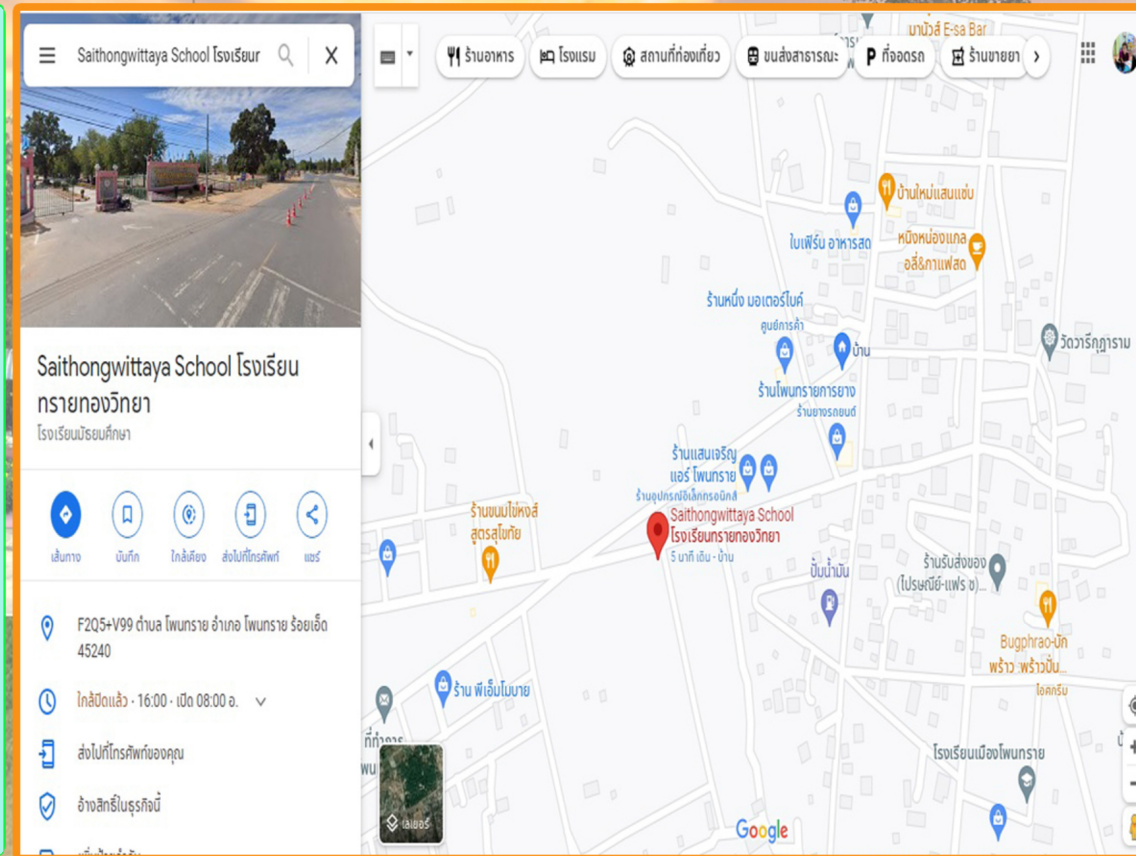 Saithongwittaya School โรงเรียนท
X
Saithongwittaya School โรงเรียน
ทรายทองวิทยา
โรงเรียนมัธยมศึกษา
เส้นทาง
บันทึก
ใกล้เคียง
ส่งไปที่โทรศัพท์
แชร์
F2Q5+V99 ตำบล โพนทราย อำเภอ โพนทราย ร้อยเอ็ด
45240
ใกล้ปิดแล้ว · 16:00 · เปิด 08:00 อ.
ส่งไปที่โทรศัพท์ของคุณ
อ้างสิทธิ์ในธุรกิจนี้
ร้านอาหาร
โรงแรม
สถานที่ท่องเที่ยว
ขนส่งสาธารณะ
P ที่จอดรถ
ร้านขายยา
มานัวส์ E-sa Bar
บ้านใหม่แสนแซ่บ
ใบเฟิร์น อาหารสด
หนิงหน่องแกล
อลี่&กาแฟสด
ร้านหนึ่ง มอเตอร์ไบค์
ศูนย์การค้า
บ้าน
วัดวารีกุฎาราม
ร้านโพนทรายการยาง
ร้านยางรถยนต์
ร้านแสนเจริญ
แอร์ โพนทราย
ร้านอุปกรณ์อิเล็กทรอนิกส์
ร้านขนมไข่หงส์
สูตรสุโขทัย
Saithongwittaya School
โรงเรียนทรายทองวิทยา
5 นาที เดิน - บ้าน
ปั๊มน้ำมัน
ร้านรับส่งของ
(ไปรษณีย์-แฟร ช)...
Bugphrao-บัก
พร้าว :พร้าวปั่น...
ไอศกรีม
ร้าน พีเอ็มโมบาย
ที่ทำการ
พน
โรงเรียนเมืองโพนทราย
เลเยอร์
Google